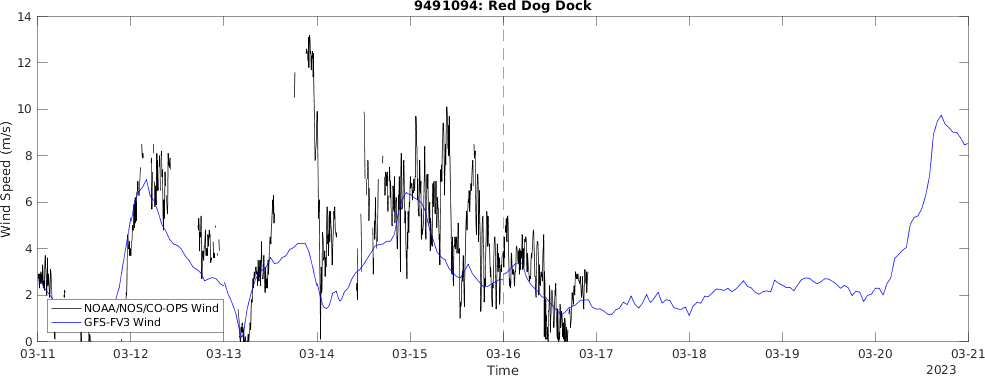 9491094: Red Dog Dock
Wind Speed (m/s)
14
12
10
8
6
4
2
0
NOAA/NOS/CO-OPS Wind
GFS-FV3 Wind
03-11 03-12 03-13 03-14 03-15 03-16 03-17 03-18 03-19 03-20 03-21
Time
2023